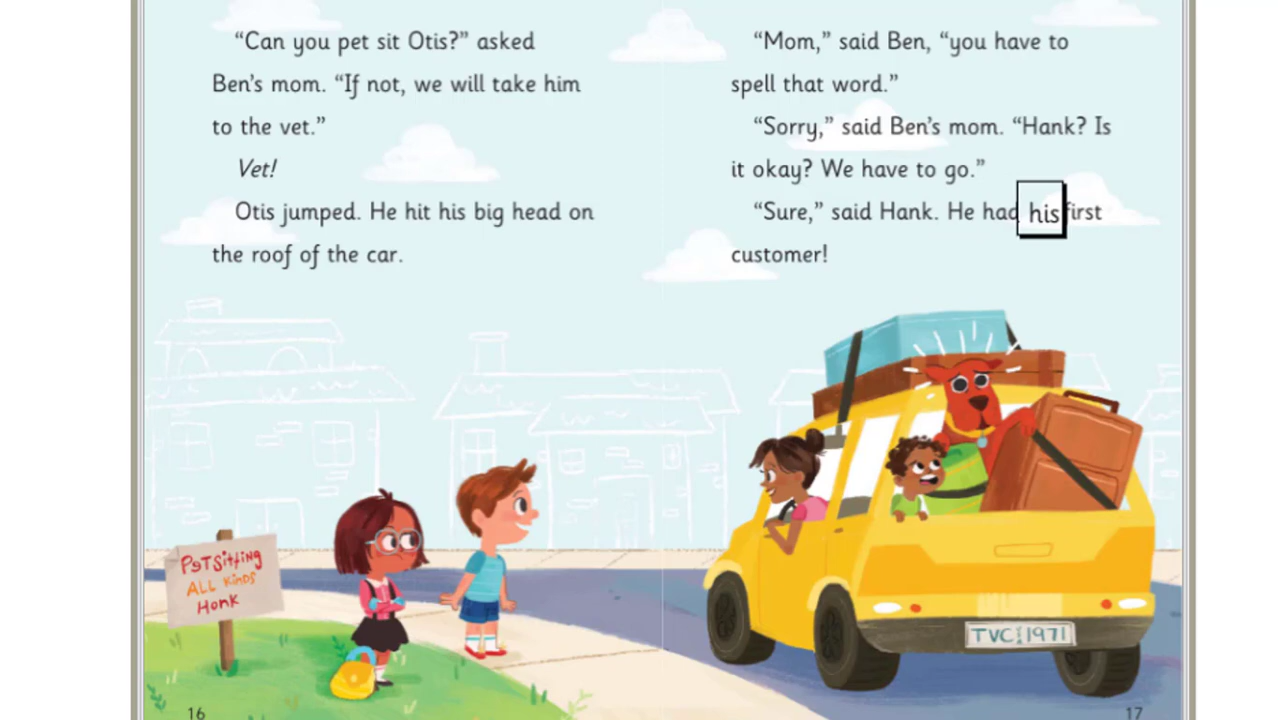 “Can you pet sit Otis?” asked
Ben’s mom. “If not, we will take him
to the vet.”
Vet!
Otis jumped. He hit his big head on
the roof of the car.
“Mom,” said Ben, “you have to
spell that word.”
“Sorry,” said Ben’s mom. “Hank? Is
it okay? We have to go.”
“Sure,” said Hank. He had his first
customer!
PeTSitting
ALL KinDS
Honk
TVC 1971
16
17